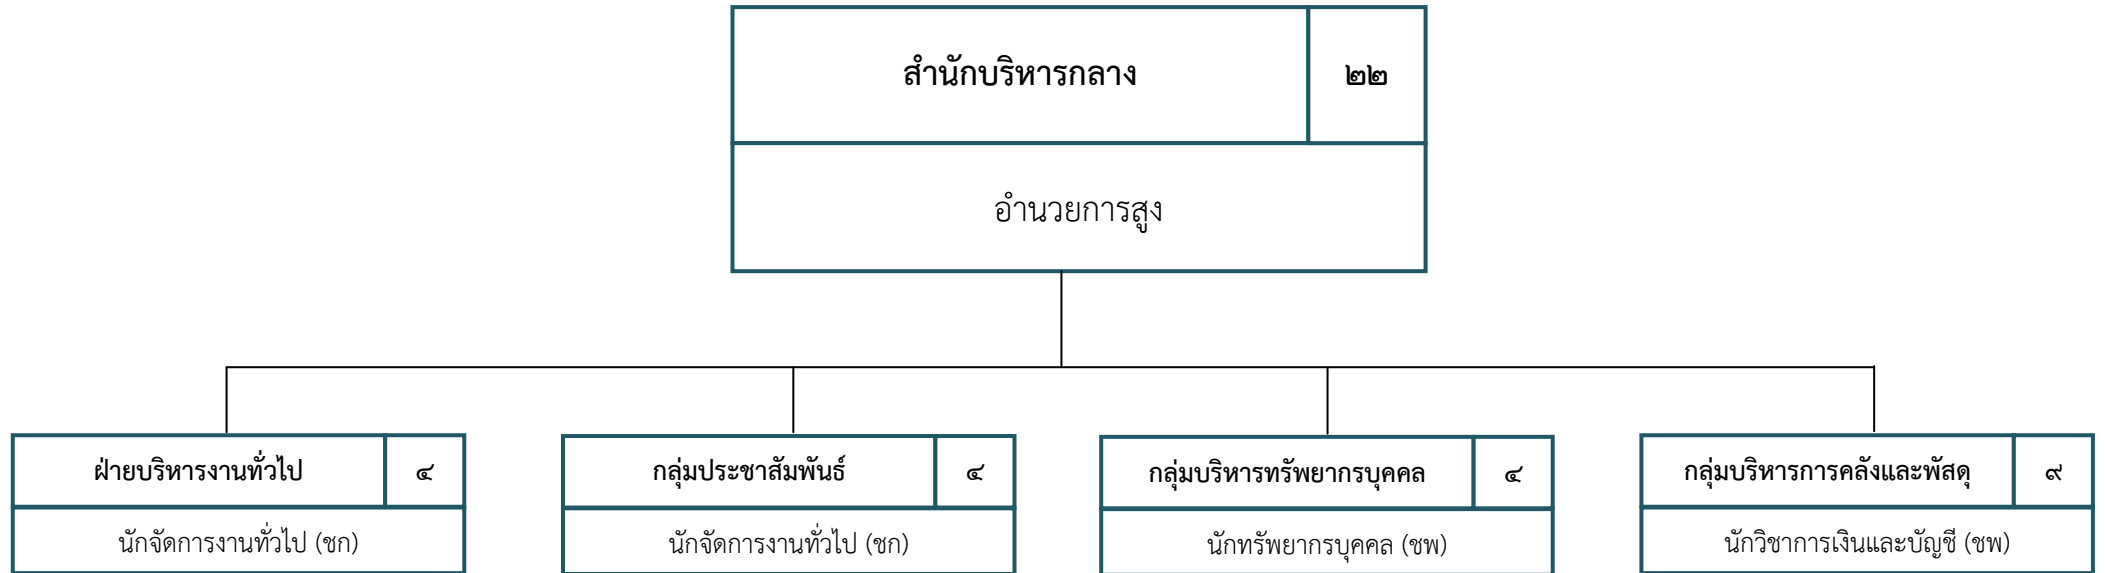 สำนักบริหารกลาง ๒๒
อำนวยการสูง
ฝ่ายบริหารงานทั่วไป ๔
นักจัดการงานทั่วไป (ชก)
กลุ่มประชาสัมพันธ์ ๔
นักจัดการงานทั่วไป (ชก)
กลุ่มบริหารทรัพยากรบุคคล ๔
นักทรัพยากรบุคคล (ชพ)
กลุ่มบริหารการคลังและพัสดุ ๙
นักวิชาการเงินและบัญชี (ชพ)